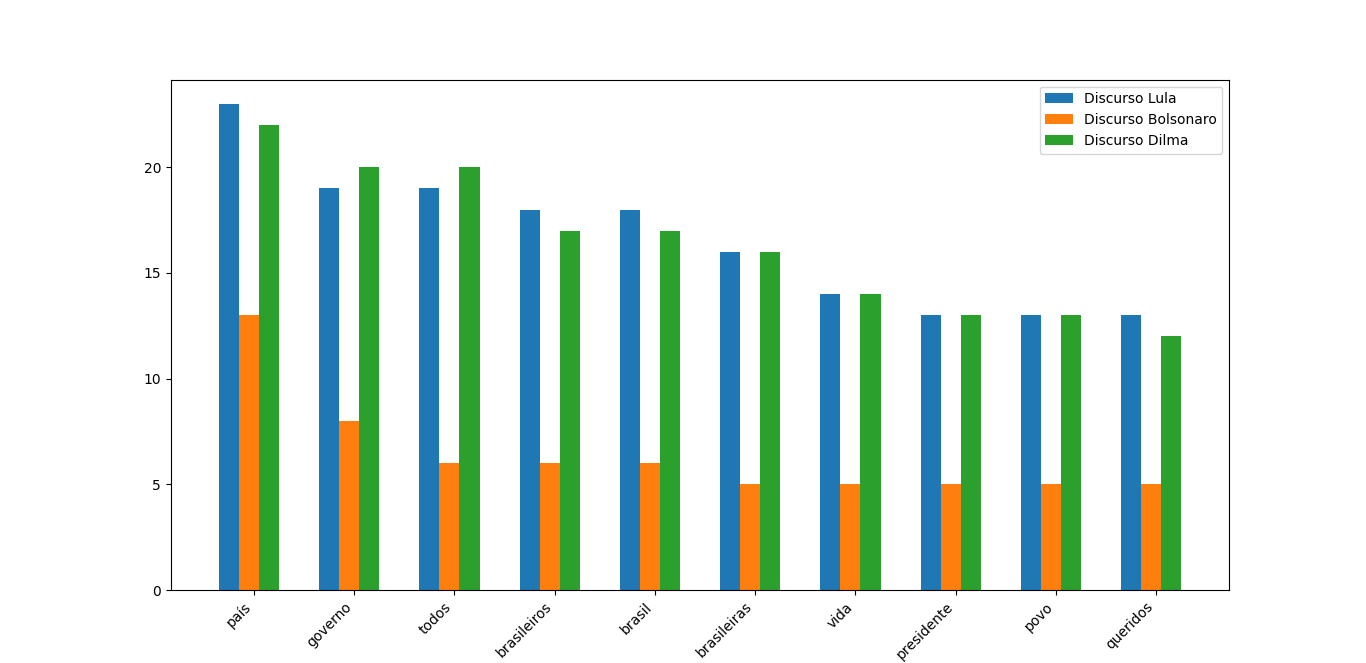 Discurso Lula
Discurso Bolsonaro
Discurso Dilma
20
15
10
5
0
país
governo
todos
brasileiros
brasil
brasileiras
vida
presidente
povo
queridos